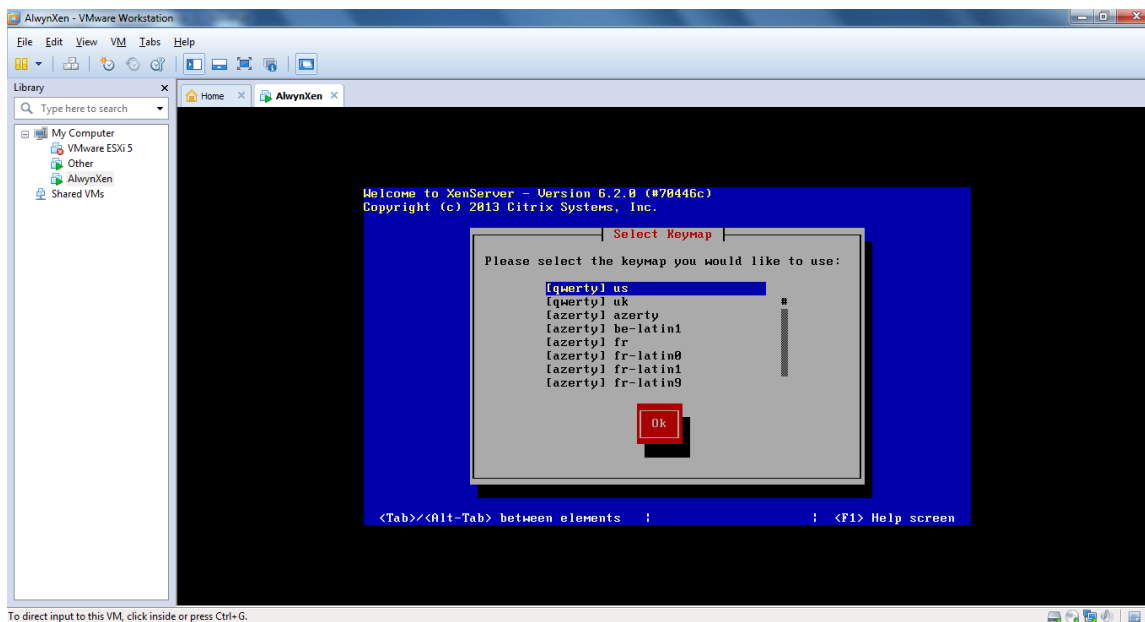 AlwynXen - VMware Workstation
File Edit View VM Tabs Help
Library
Type here to search
My Computer
VMware ESXi 5
Other
AlwynXen
Shared VMs
Home
AlwynXen
Welcome to XenServer - Version 6.2.0 (#70446c)
Copyright (c) 2013 Citrix Systems, Inc.
Select Keymap
Please select the keymap you would like to use:
[qwerty] us
[qwerty] uk
[azerty] azerty
[azerty] be-latin1
[azerty] fr
[azerty] fr-latin0
[azerty] fr-latin1
[azerty] fr-latin9
#
Ok
<Tab>/<Alt-Tab> between elements ¦ ¦ <F1> Help screen
To direct input to this VM, click inside or press Ctrl+G.